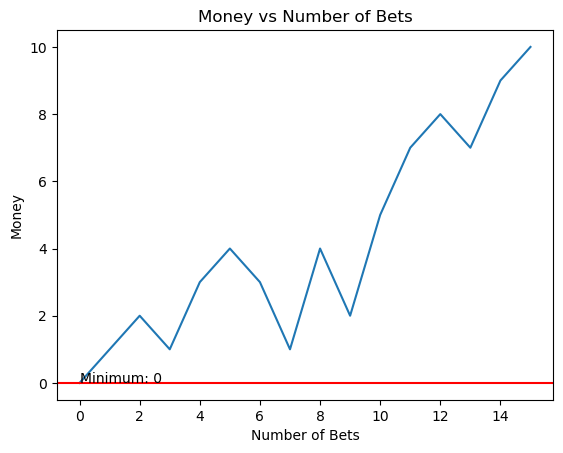 Money vs Number of Bets
10
8
6
4
2
0
Money
Minimum: 0
0 2 4 6 8 10 12 14
Number of Bets